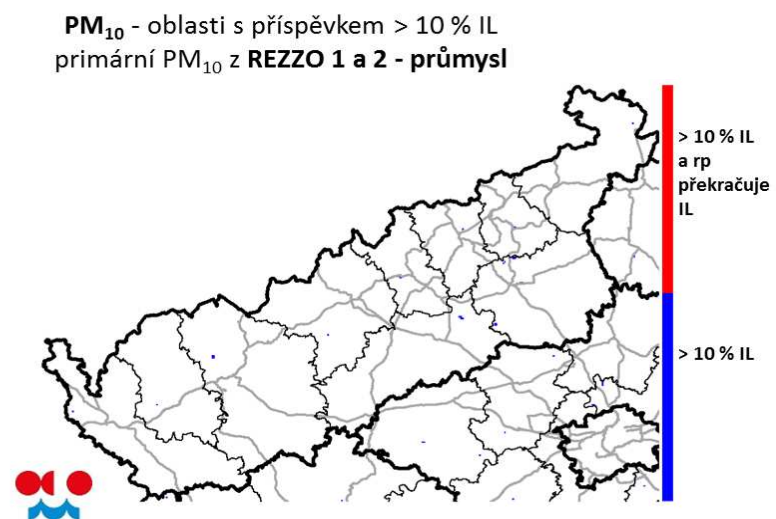 PM10 - oblasti s příspěvkem > 10 % IL
primární PM10 z REZZO 1 a 2 - průmysl
> 10 % IL
a rp
překračuje
IL
> 10 % IL